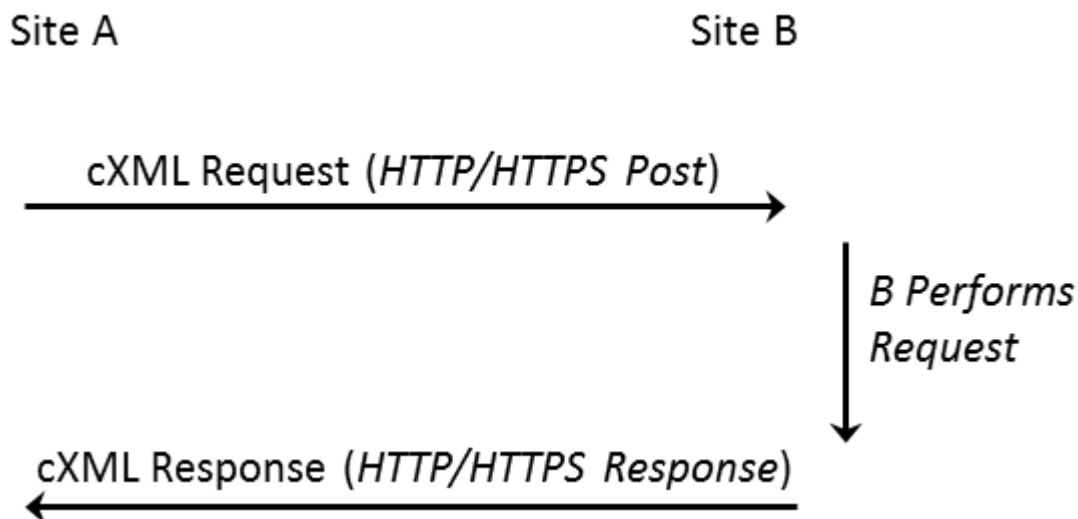 Site A
Site B
cXML Request (HTTP/HTTPS Post)
B Performs
Request
cXML Response (HTTP/HTTPS Response)